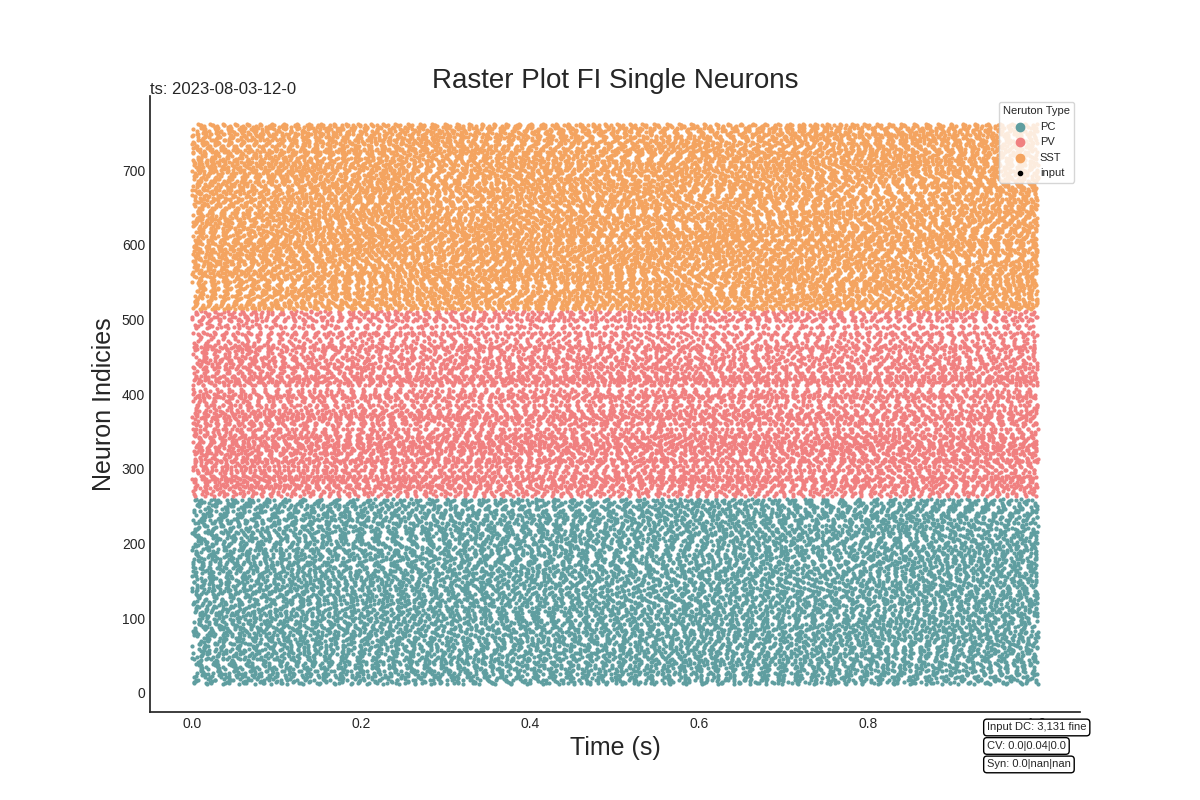 Raster Plot FI Single Neurons
ts: 2023-08-03-12-0
Neruton Type
PC
PV
SST
input
Neuron Indicies
700
600
500
400
300
200
100
0
0.0 0.2 0.4 0.6 0.8
Time (s)
Input DC: 3,131 fine
CV: 0.0|0.04|0.0
Syn: 0.0|nan|nan